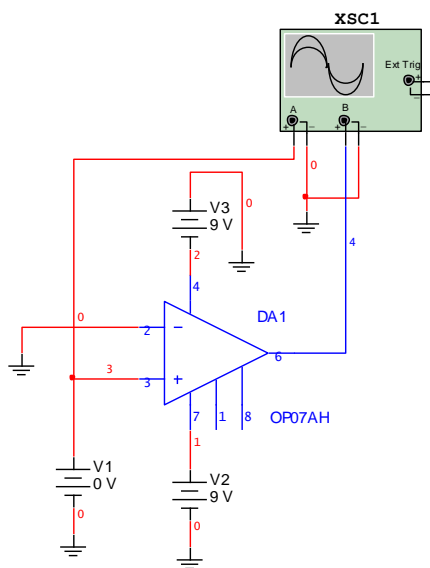 XSC1
Ext Trig
+
−
A
B
+ − + −
0
V3
9 V
0
2
4
4
DA1
0
2 −
6
3
3 +
OP07AH
7 1 8
1
V1
0 V
V2
9 V
0
0